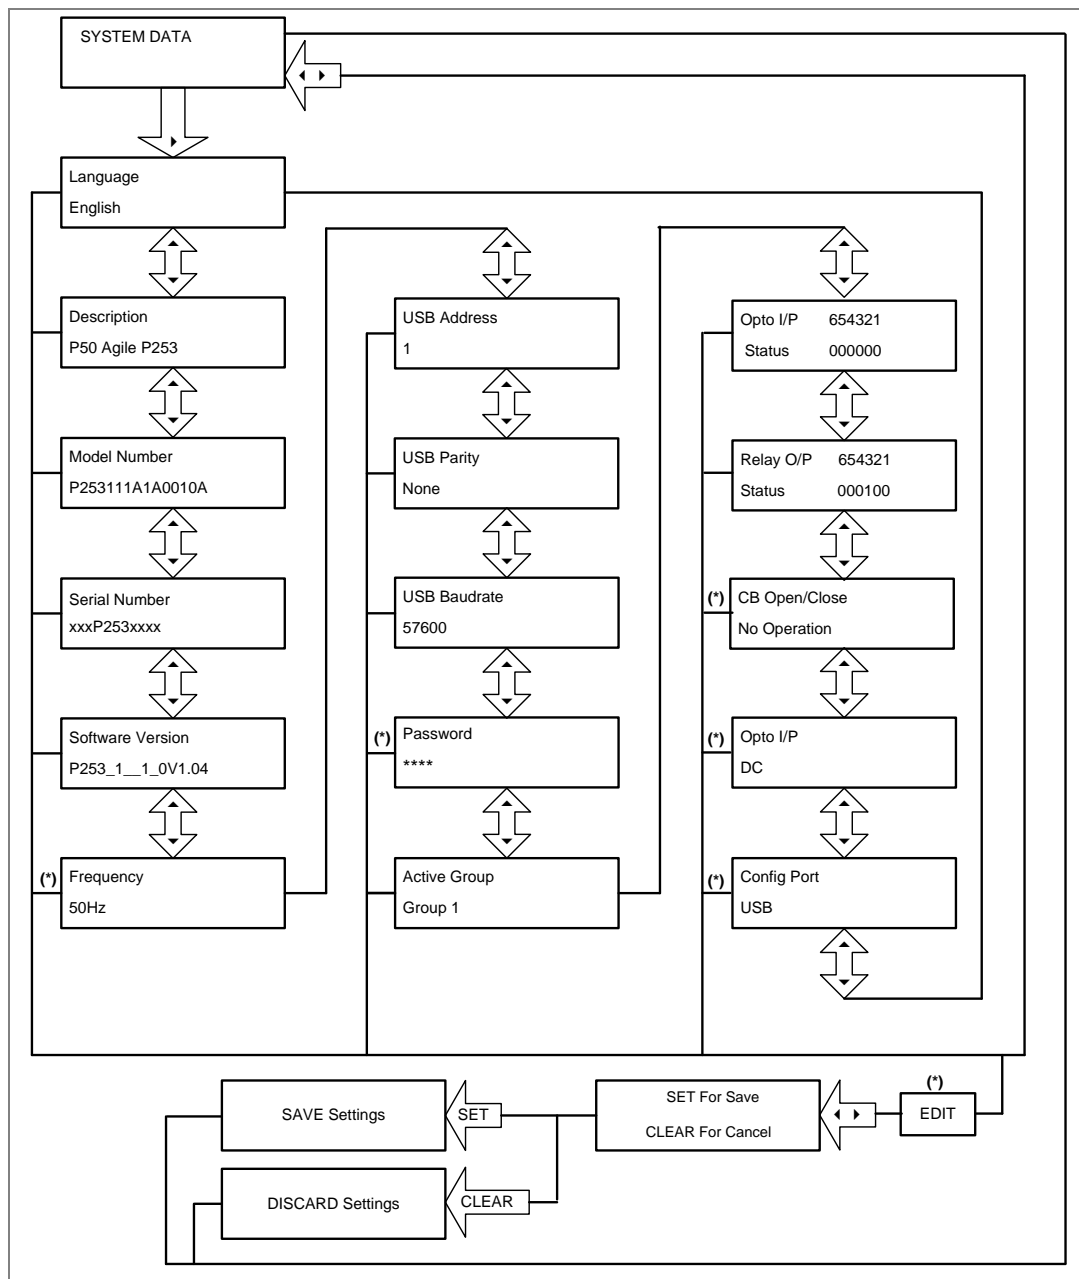 SYSTEM DATA
Language
English
Description
P50 Agile P253
Model Number
P253111A1A0010A
Serial Number
xxxP253xxxx
Software Version
P253_1__1_0V1.04
(*)
Frequency
50Hz
USB Address
1
USB Parity
None
USB Baudrate
57600
(*)
Password
****
Active Group
Group 1
Opto I/P 654321
Status 000000
Relay O/P 654321
Status 000100
(*)
CB Open/Close
No Operation
(*)
Opto I/P
DC
(*)
Config Port
USB
(*)
EDIT
SET For Save
CLEAR For Cancel
SET
SAVE Settings
CLEAR
DISCARD Settings